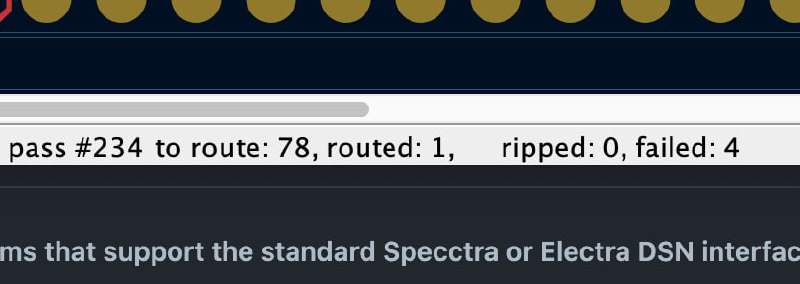 pass #234 to route: 78, routed: 1, ripped: 0, failed: 4
ms that support the standard Specctra or Electra DSN interfac